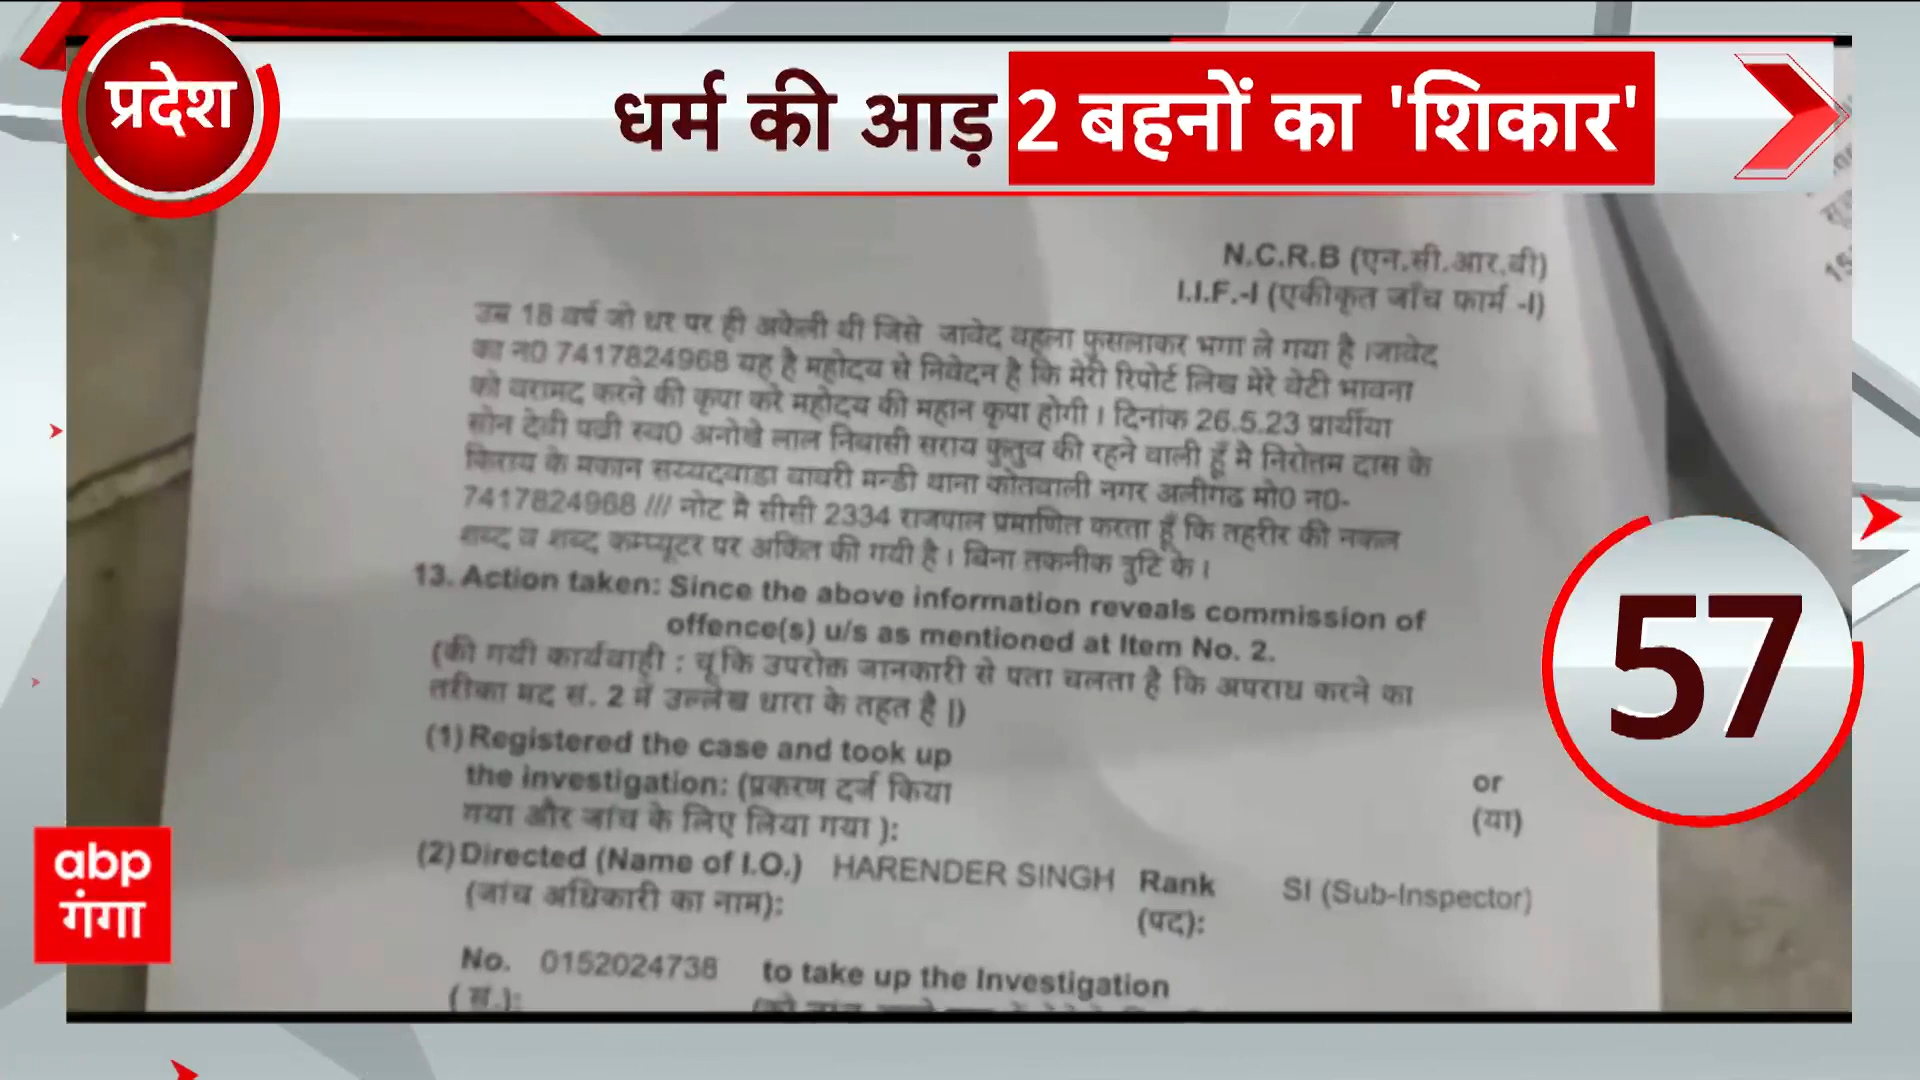 प्रदेश
धर्म की आड़ 2 बहनों का 'शिकार'
N.C.R.B (एन.सी.आर.बी)
I.I.F.-I (एकीकृत जाँच फार्म -I)
उम्र 18 वर्ष जो घर पर ही अकेली थी जिसे जावेद वहला फुसलाकर भगा ले गया है ।जावेद
का न0 7417824968 यह है महोदय से निवेदन है कि मेरी रिपोर्ट लिख मेरे वेटी भावना
को वरामद करने की कृपा करे महोदय की महान कृपा होगी । दिनांक 26.5.23 प्रार्थीया
सोन देवी पत्नी स्व0 अनोखे लाल निवासी सराय कुतुव की रहने वाली हूँ मै निरोत्तम दास के
किराय के मकान सय्यदवाडा वावरी मन्डी थाना कोतवाली नगर अलीगढ मो0 न0-
7417824968 /// नोट मै सीसी 2334 राजपाल प्रमाणित करता हूँ कि तहरीर की नकल
शब्द व शब्द कम्प्यूटर पर अंकित की गयी है । बिना तकनीक त्रुटि के ।
13. Action taken: Since the above information reveals commission of
offence(s) u/s as mentioned at Item No. 2.
(की गयी कार्यवाही : चूंकि उपरोक्त जानकारी से पता चलता है कि अपराध करने का
तरीका मद सं. 2 में उल्लेख धारा के तहत है |)
(1) Registered the case and took up
the investigation: (प्रकरण दर्ज किया
गया और जांच के लिए लिया गया ):
or
(या)
57
(2) Directed (Name of I.O.) HARENDER SINGH Rank SI (Sub-Inspector)
(जांच अधिकारी का नाम): (पद):
No. 0152024738 to take up the Investigation
(सं.):
abp
गंगा